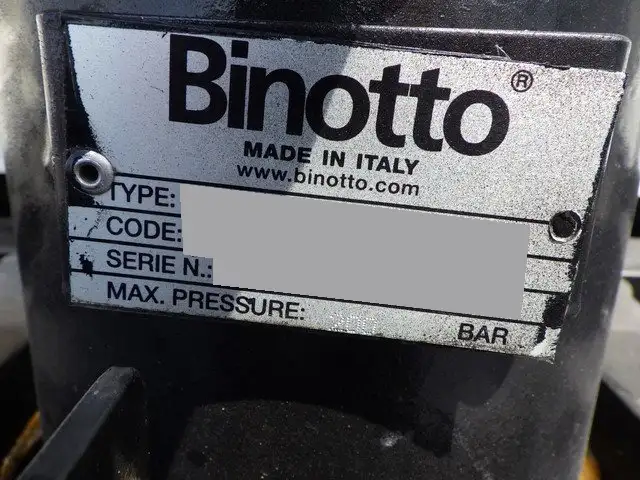 Binotto®
MADE IN ITALY
www.binotto.com
TYPE:
CODE:
SERIE N.:
MAX. PRESSURE: BAR